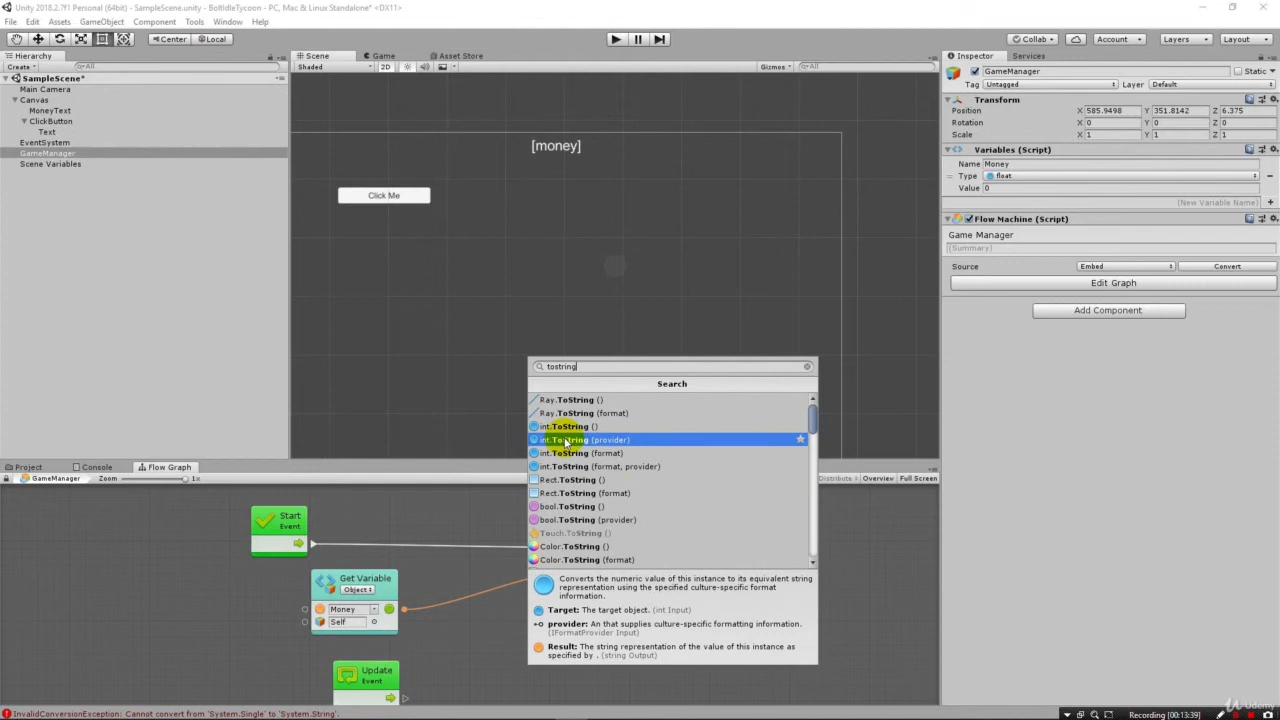 Unity 2018.2.7f1 Personal (64bit) - SampleScene.unity - BoltIdleTycoon - PC, Mac & Linux Standalone* <DX11>
File Edit Assets GameObject Component Tools Window Help
Center Local Collab Account Layers Layout
Hierarchy
Create All
SampleScene*
Main Camera
Canvas
MoneyText
ClickButton
Text
EventSystem
GameManager
Scene Variables
Scene Game Asset Store
Shaded 2D Gizmos All
[money]
Click Me
Inspector Services
GameManager Static
Tag Untagged Layer Default
Transform
Position X 585.9498 Y 351.8142 Z 6.375
Rotation X 0 Y 0 Z 0
Scale X 1 Y 1 Z 1
Variables (Script)
Name Money
Type float
Value 0
(New Variable Name)
Flow Machine (Script)
Game Manager
(Summary)
Source Embed Convert
Edit Graph
Add Component
tostring
Search
Ray.ToString ()
Ray.ToString (format)
int.ToString ()
int.ToString (provider)
int.ToString (format)
int.ToString (format, provider)
Rect.ToString ()
Rect.ToString (format)
bool.ToString ()
bool.ToString (provider)
Touch.ToString ()
Color.ToString ()
Color.ToString (format)
Converts the numeric value of this instance to its equivalent string
representation using the specified culture-specific format
information.
Target: The target object. (int Input)
provider: An that supplies culture-specific formatting information.
(IFormatProvider Input)
Result: The string representation of the value of this instance as
specified by . (string Output)
Project Console Flow Graph
GameManager Zoom 1x Distribute Overview Full Screen
Start
Event
Get Variable
Object
Money
Self
Update
Event
InvalidConversionException: Cannot convert from 'System.Single' to 'System.String'.
Recording [00:13:39]
Udemy